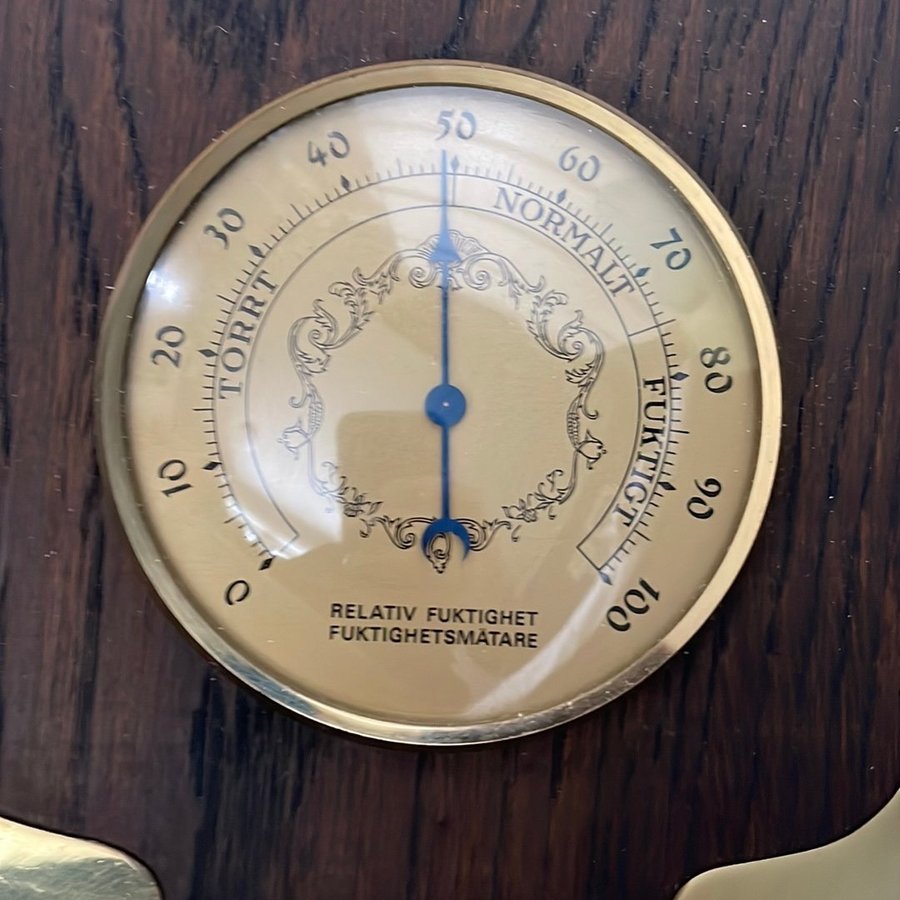 0
10
20
30
40
50
60
70
80
90
100
TORRT
NORMALT
FUKTIGT
RELATIV FUKTIGHET
FUKTIGHETSMÄTARE